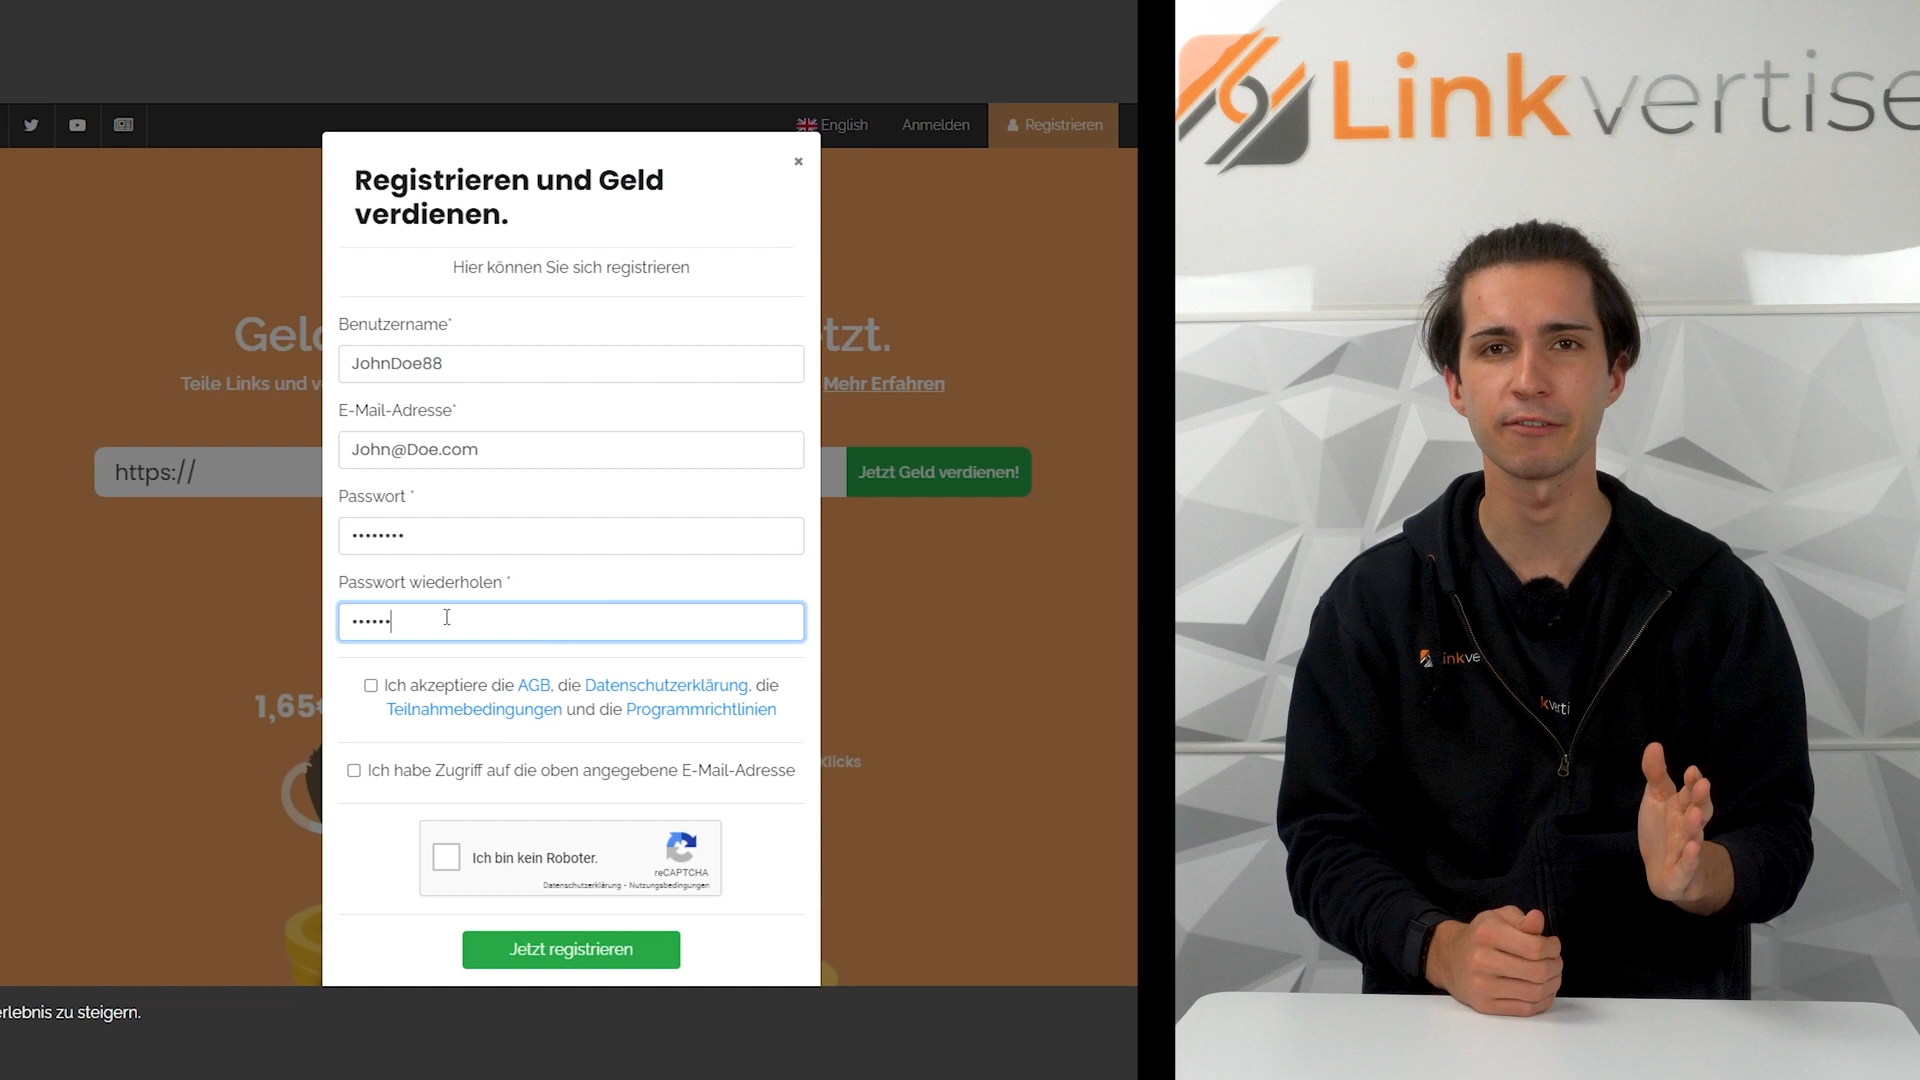 English
Anmelden
Registrieren
×
Registrieren und Geld
verdienen.
Hier können Sie sich registrieren
Benutzername*
JohnDoe88
E-Mail-Adresse*
John@Doe.com
Passwort *
••••••••
Passwort wiederholen *
••••••
Ich akzeptiere die AGB, die Datenschutzerklärung, die
Teilnahmebedingungen und die Programmrichtlinien
Ich habe Zugriff auf die oben angegebene E-Mail-Adresse
Ich bin kein Roboter.
reCAPTCHA
Datenschutzerklärung - Nutzungsbedingungen
Jetzt registrieren
Geld
tzt.
Teile Links und v
Mehr Erfahren
https://
Jetzt Geld verdienen!
1,65€
Klicks
erlebnis zu steigern.
Linkvertise
inkve
kverti